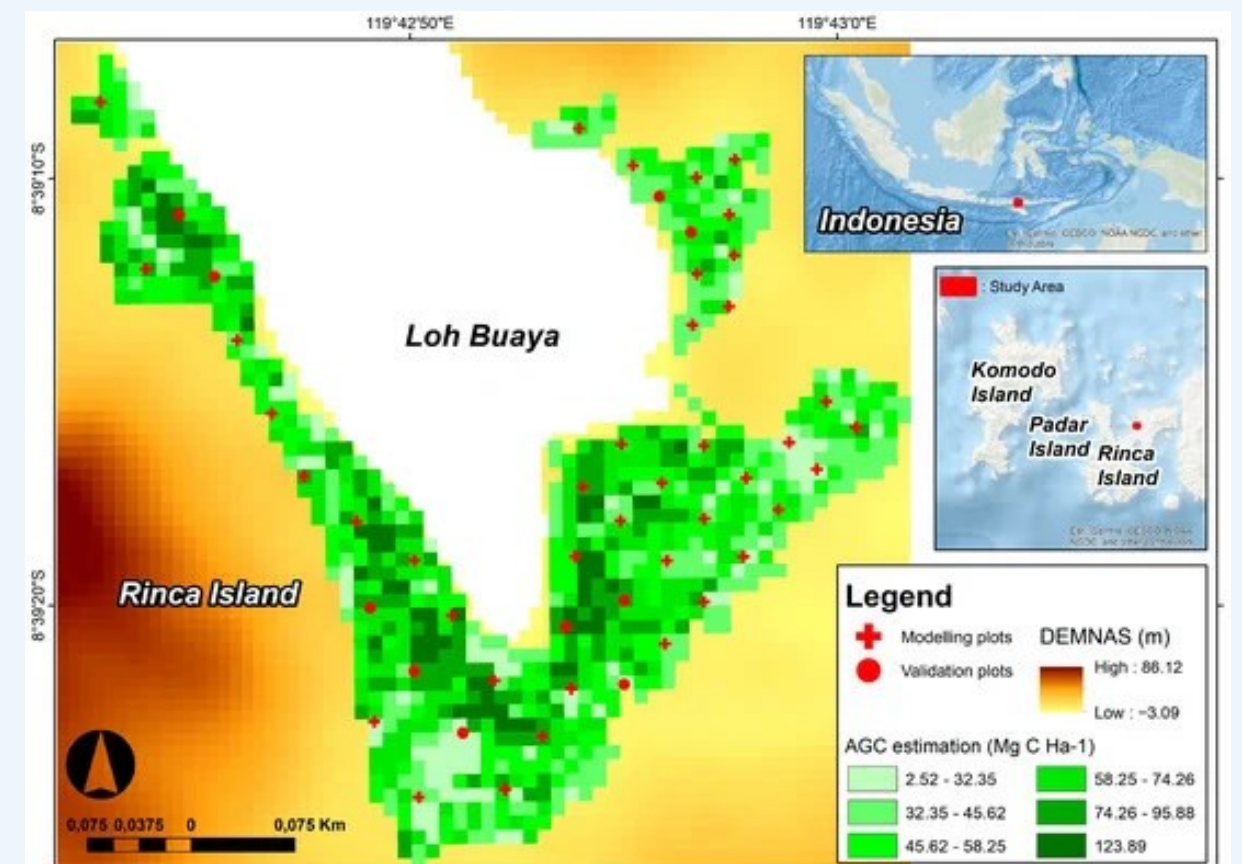 119°42'50"E
119°43'0"E
8°39'10"S
8°39'20"S
Loh Buaya
Rinca Island
Indonesia
: Study Area
Komodo
Island
Padar
Island
Rinca
Island
Legend
Modelling plots
Validation plots
DEMNAS (m)
High : 86.12
Low : −3.09
AGC estimation (Mg C Ha-1)
2.52 - 32.35
32.35 - 45.62
45.62 - 58.25
58.25 - 74.26
74.26 - 95.88
123.89
0,075 0,0375 0 0,075 Km